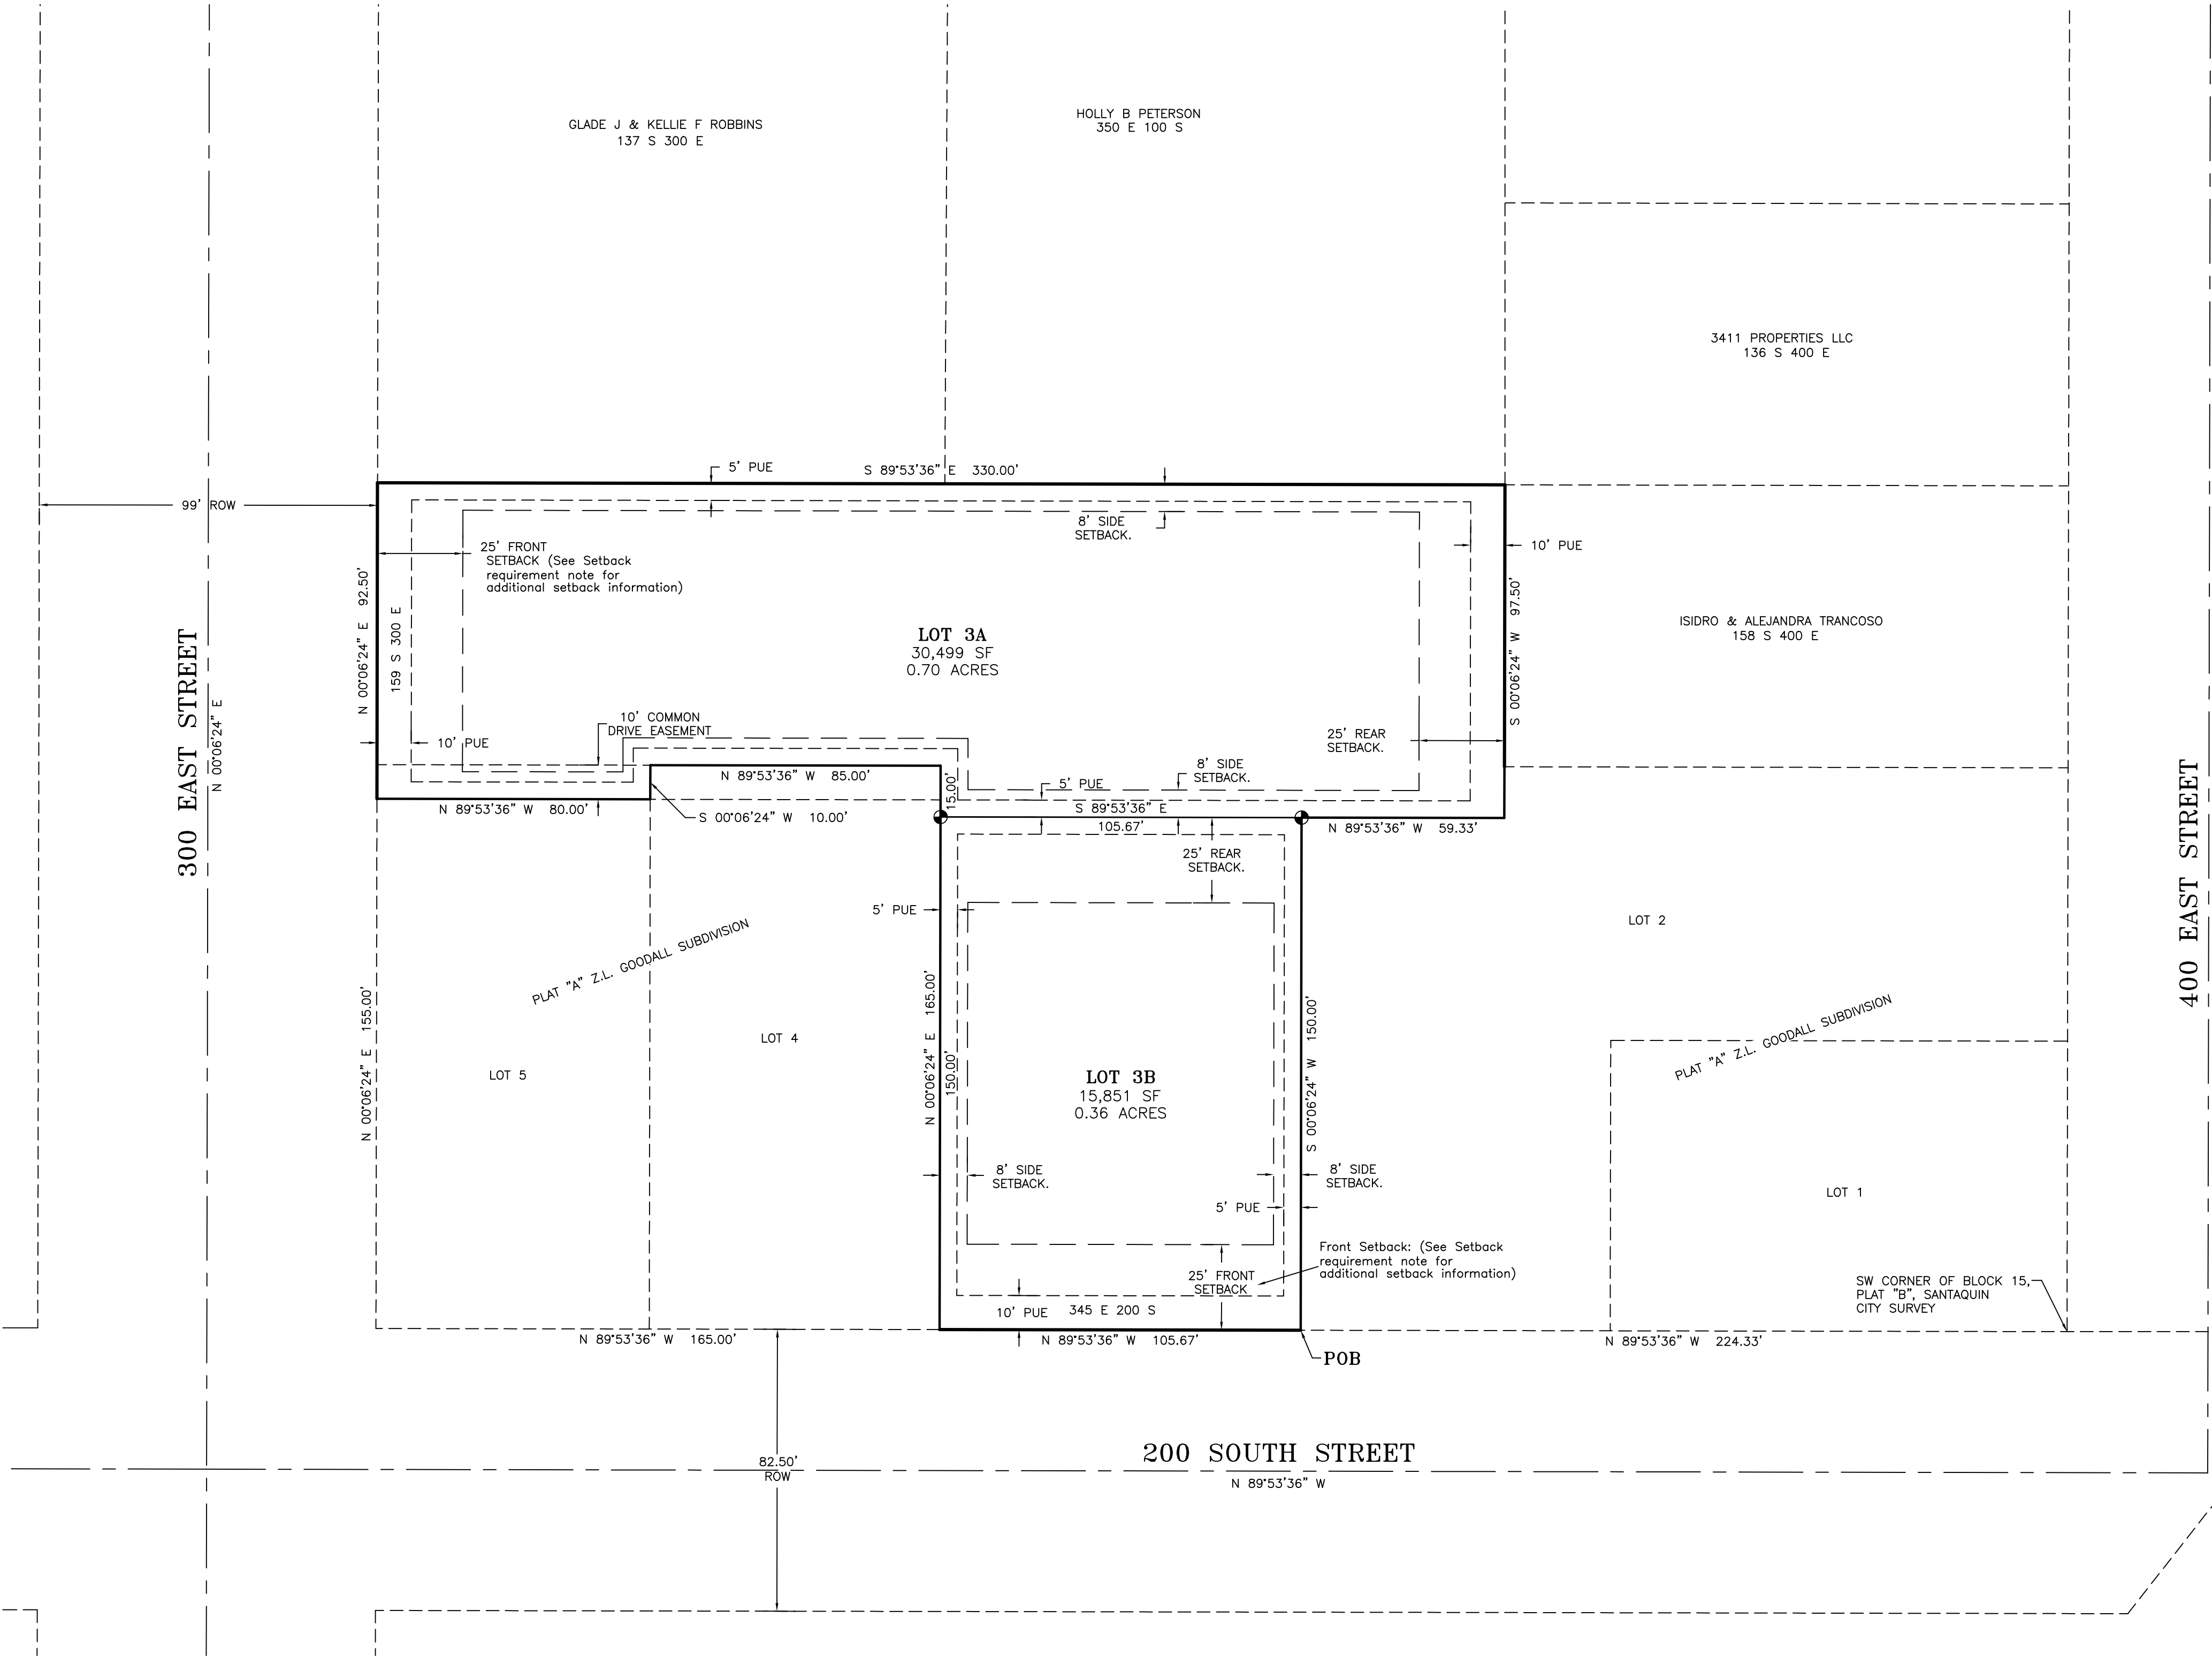 GLADE J & KELLIE F ROBBINS
137 S 300 E
HOLLY B PETERSON
350 E 100 S
3411 PROPERTIES LLC
136 S 400 E
5' PUE
S 89°53'36" E 330.00'
99' ROW
8' SIDE
SETBACK.
25' FRONT
SETBACK (See Setback
requirement note for
additional setback information)
10' PUE
N 00°06'24" E 92.50'
159 S 300 E
S 00°06'24" W 97.50'
ISIDRO & ALEJANDRA TRANCOSO
158 S 400 E
LOT 3A
30,499 SF
0.70 ACRES
300 EAST STREET
N 00°06'24" E
10' COMMON
DRIVE EASEMENT
10' PUE
25' REAR
SETBACK.
N 89°53'36" W 85.00'
8' SIDE
SETBACK.
5' PUE
15.00'
N 89°53'36" W 80.00'
S 00°06'24" W 10.00'
S 89°53'36" E
105.67'
N 89°53'36" W 59.33'
25' REAR
SETBACK.
5' PUE
LOT 2
400 EAST STREET
PLAT "A" Z.L. GOODALL SUBDIVISION
PLAT "A" Z.L. GOODALL SUBDIVISION
N 00°06'24" E 155.00'
N 00°06'24" E 165.00'
150.00'
S 00°06'24" W 150.00'
LOT 4
LOT 5
LOT 3B
15,851 SF
0.36 ACRES
8' SIDE
SETBACK.
8' SIDE
SETBACK.
5' PUE
LOT 1
Front Setback: (See Setback
requirement note for
additional setback information)
25' FRONT
SETBACK
SW CORNER OF BLOCK 15,
PLAT "B", SANTAQUIN
CITY SURVEY
10' PUE
345 E 200 S
N 89°53'36" W 165.00'
N 89°53'36" W 105.67'
N 89°53'36" W 224.33'
POB
200 SOUTH STREET
82.50'
ROW
N 89°53'36" W